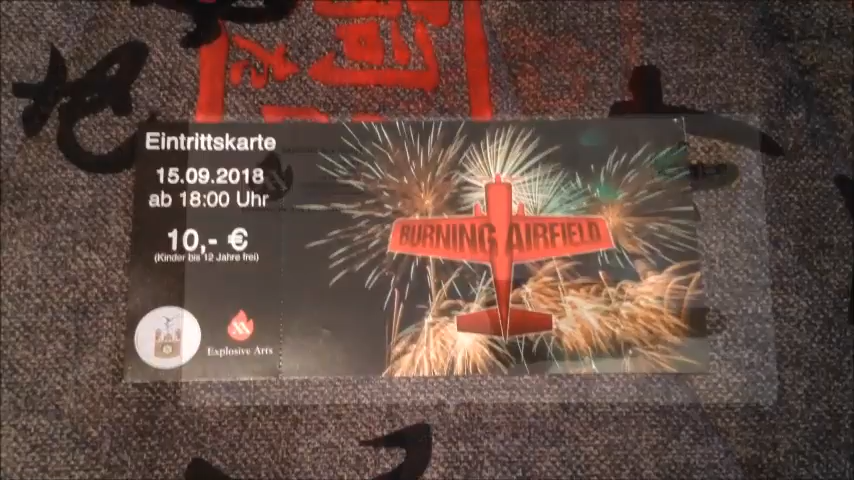 Eintrittskarte
15.09.2018
ab 18:00 Uhr
10,- €
(Kinder bis 12 Jahre frei)
Explosive Arts
BURNING AIRFIELD